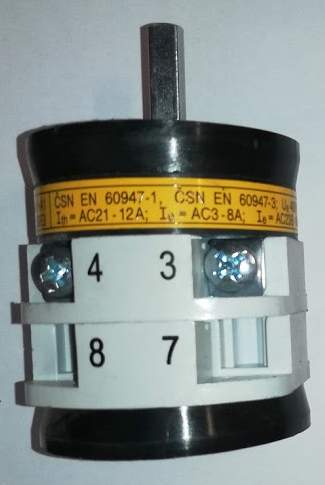 ČSN EN 60947-1, ČSN EN 60947-3;
Ith = AC21 - 12A; Ie = AC3 - 8A; Ie =
4 3
8 7